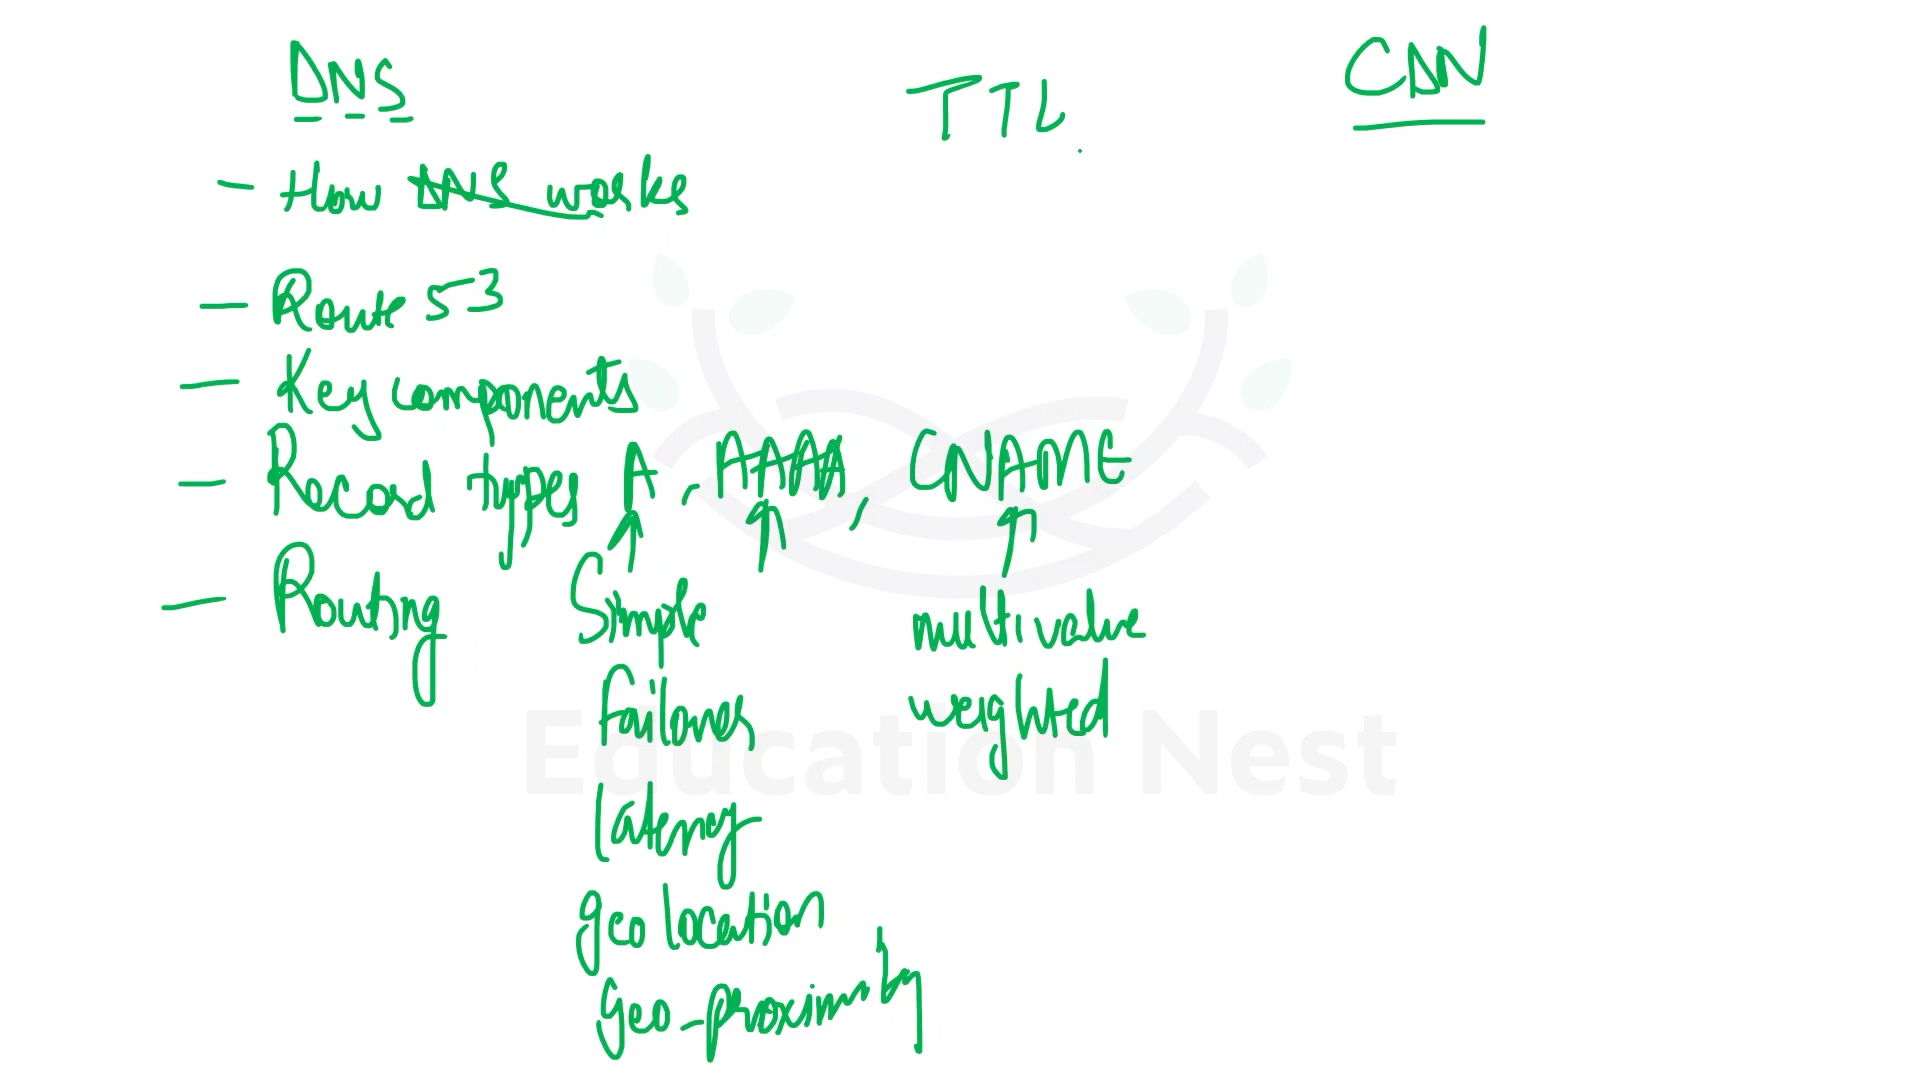 DNS
TTL
CDN
- How DNS works
- Route 53
- Key components
- Record types A, AAAA, CNAME
- Routing Simple multivalue
failover weighted
Education Nest
latency
geolocation
geo-proximity